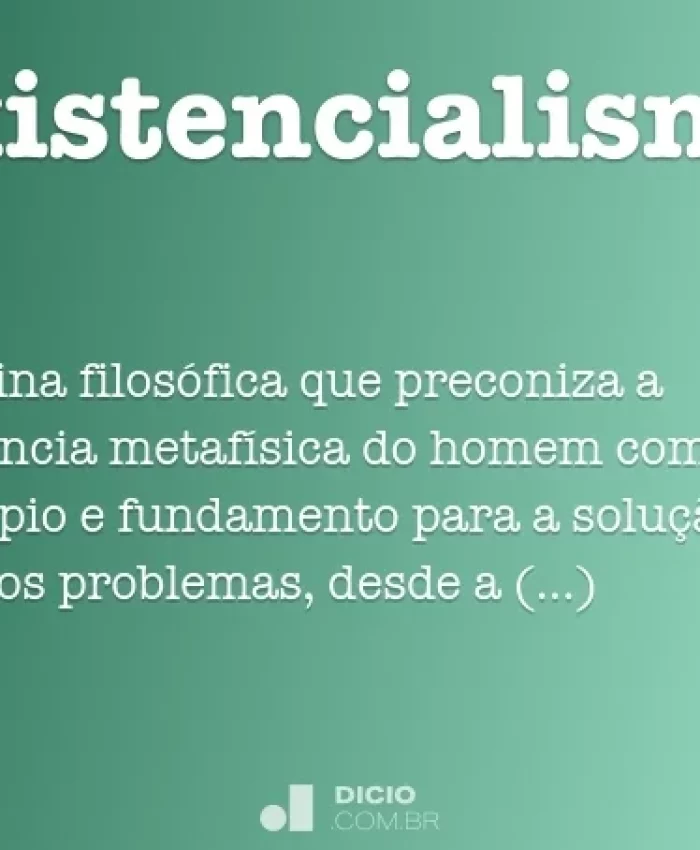 xistencialism
ina filosófica que preconiza a
ncia metafísica do homem com
pio e fundamento para a soluçã
os problemas, desde a (...)
DICIO
.COM.BR